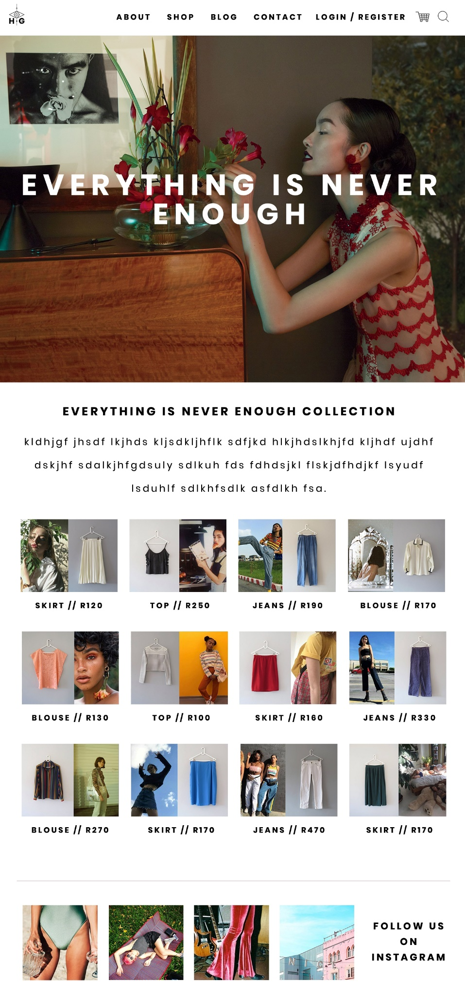 H G
ABOUT SHOP BLOG CONTACT LOGIN / REGISTER
EVERYTHING IS NEVER
ENOUGH
EVERYTHING IS NEVER ENOUGH COLLECTION
kldhjgf jhsdf lkjhds kljsdkljhflk sdfjkd hlkjhdslkhjfd kljhdf ujdhf
dskjhf sdalkjhfgdsuly sdlkuh fds fdhdsjkl flskjdfhdjkf lsyudf
lsduhlf sdlkhfsdlk asfdlkh fsa.
SKIRT // R120
TOP // R250
JEANS // R190
BLOUSE // R170
BLOUSE // R130
TOP // R100
SKIRT // R160
JEANS // R330
BLOUSE // R270
SKIRT // R170
JEANS // R470
SKIRT // R170
NICE
FOLLOW US
ON
INSTAGRAM